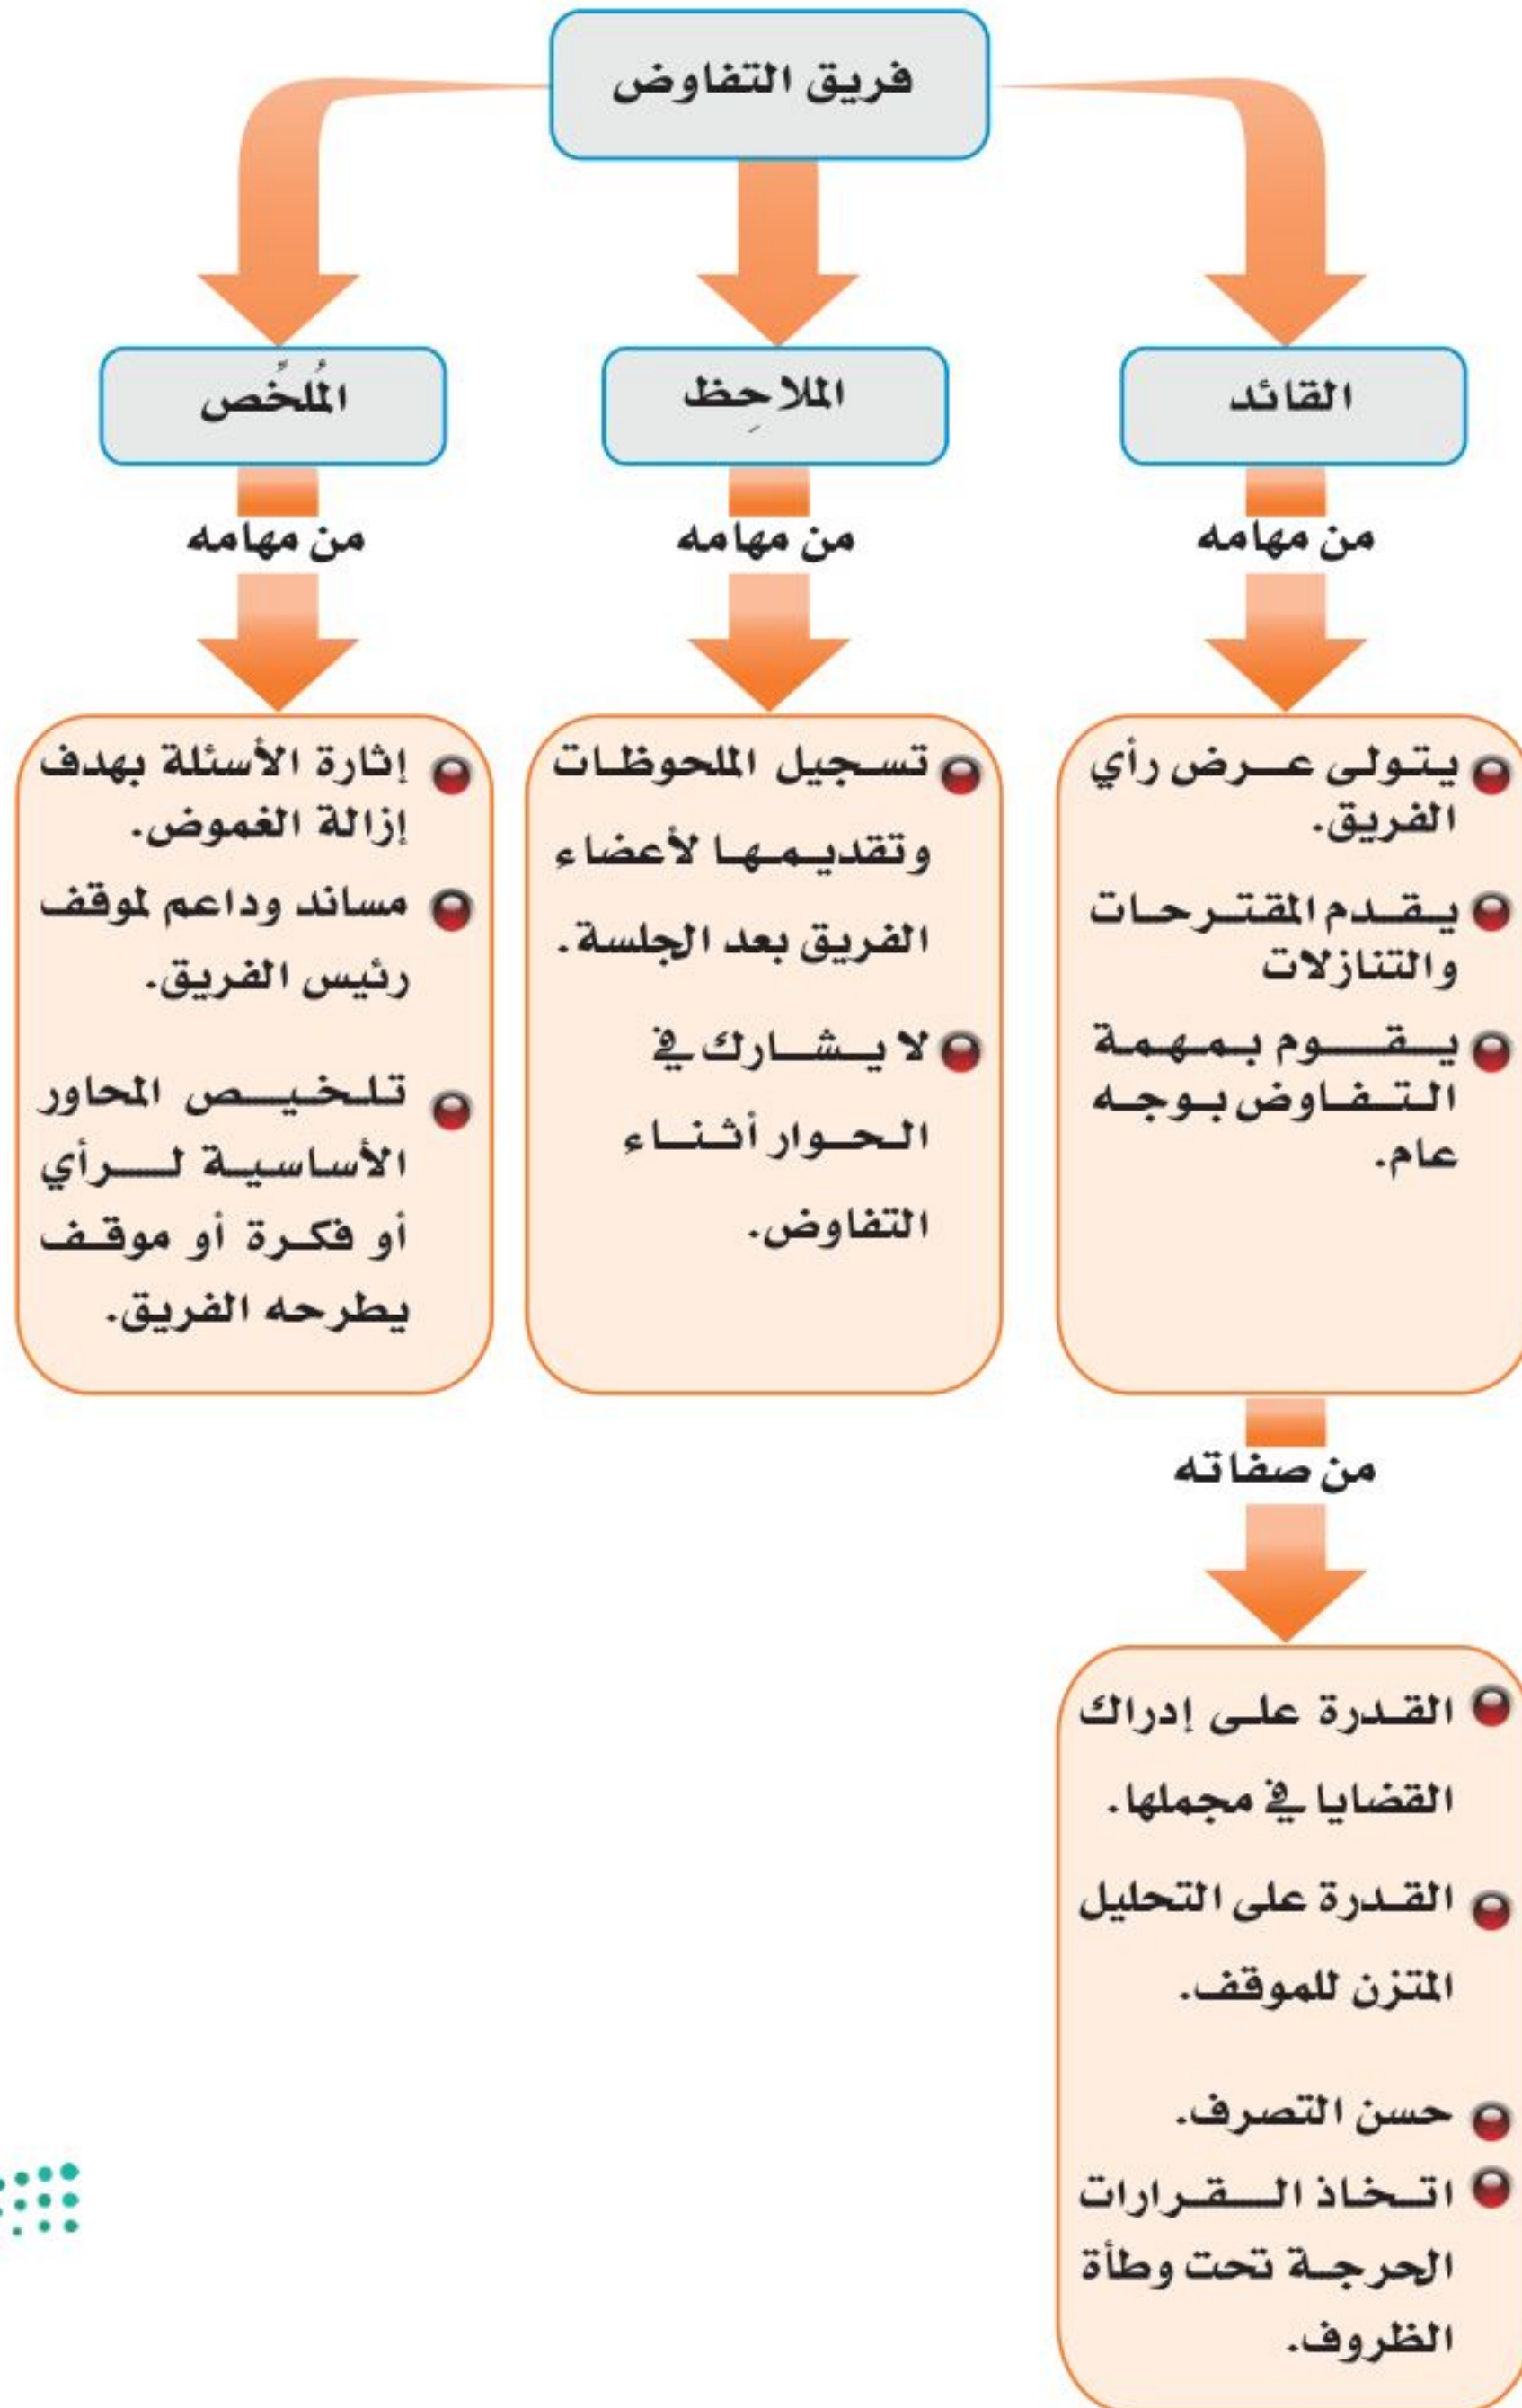 فريق التفاوض
القائد
الملاحِظ
المُلخِّص
من مهامه
من مهامه
من مهامه
يتولى عرض رأي
الفريق.
يقدم المقترحات
والتنازلات
يقوم بمهمة
التفاوض بوجه
عام.
تسجيل الملحوظات
وتقديمها لأعضاء
الفريق بعد الجلسة.
لا يشارك في
الحوار أثناء
التفاوض.
إثارة الأسئلة بهدف
إزالة الغموض.
مساند وداعم لموقف
رئيس الفريق.
تلخيص المحاور
الأساسية لرأي
أو فكرة أو موقف
يطرحه الفريق.
من صفاته
القدرة على إدراك
القضايا في مجملها.
القدرة على التحليل
المتزن للموقف.
حسن التصرف.
اتخاذ القرارات
الحرجة تحت وطأة
الظروف.